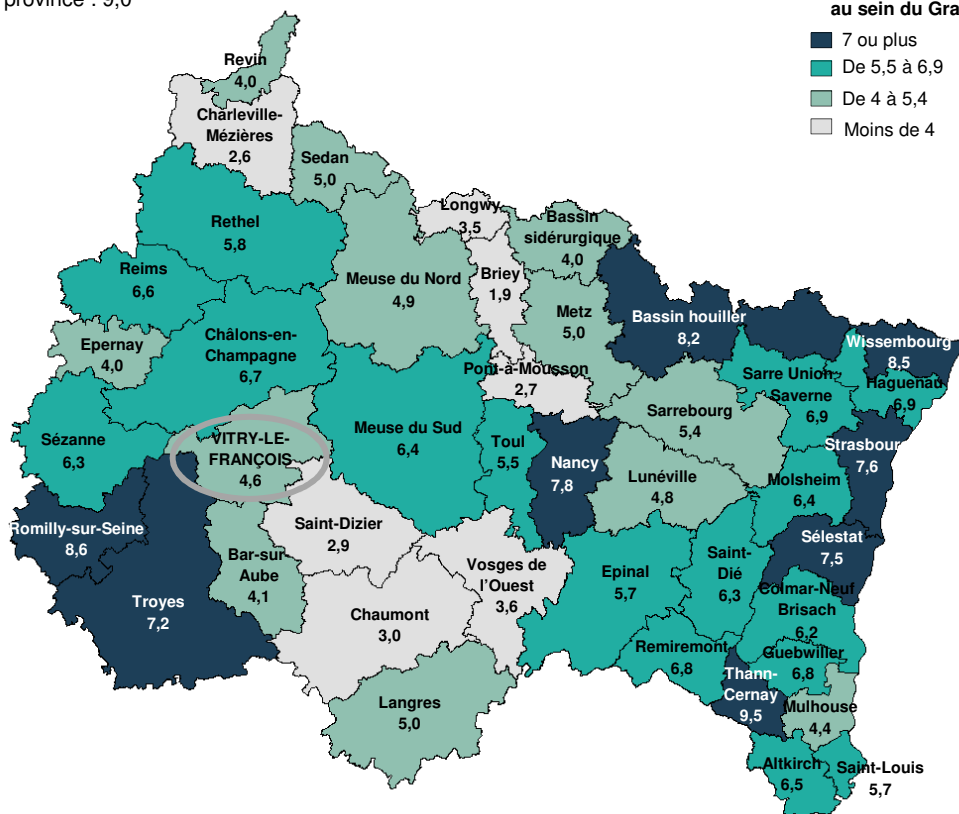 province : 9,0
au sein du Gra
7 ou plus
De 5,5 à 6,9
De 4 à 5,4
Moins de 4
Revin
4,0
Charleville-
Mézières
2,6
Sedan
5,0
Longwy
3,5
Bassin
sidérurgique
4,0
Rethel
5,8
Reims
6,6
Meuse du Nord
4,9
Briey
1,9
Metz
5,0
Bassin houiller
8,2
Wissembourg
8,5
Epernay
4,0
Châlons-en-
Champagne
6,7
Pont-à-Mousson
2,7
Sarre Union-
Saverne
6,9
Haguenau
6,9
Sarrebourg
5,4
Sézanne
6,3
VITRY-LE-
FRANÇOIS
4,6
Meuse du Sud
6,4
Toul
5,5
Nancy
7,8
Lunéville
4,8
Strasbour
7,6
Molsheim
6,4
Romilly-sur-Seine
8,6
Saint-Dizier
2,9
Sélestat
7,5
Bar-sur
Aube
4,1
Vosges de
l'Ouest
3,6
Epinal
5,7
Saint-
Dié
6,3
Troyes
7,2
Chaumont
3,0
Colmar-Neuf
Brisach
6,2
Remiremont
6,8
Guebwiller
6,8
Thann-
Cernay
9,5
Langres
5,0
Mulhouse
4,4
Altkirch
6,5
Saint-Louis
5,7